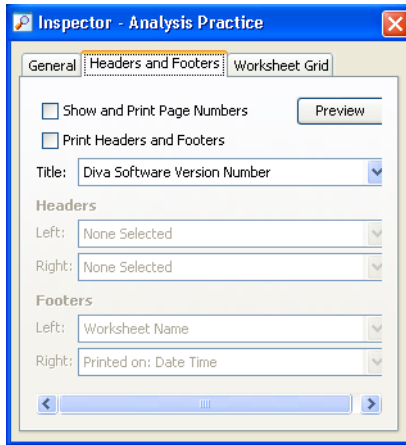 Inspector - Analysis Practice
General Headers and Footers Worksheet Grid
Show and Print Page Numbers Preview
Print Headers and Footers
Title: Diva Software Version Number
Headers
Left: None Selected
Right: None Selected
Footers
Left: Worksheet Name
Right: Printed on: Date Time